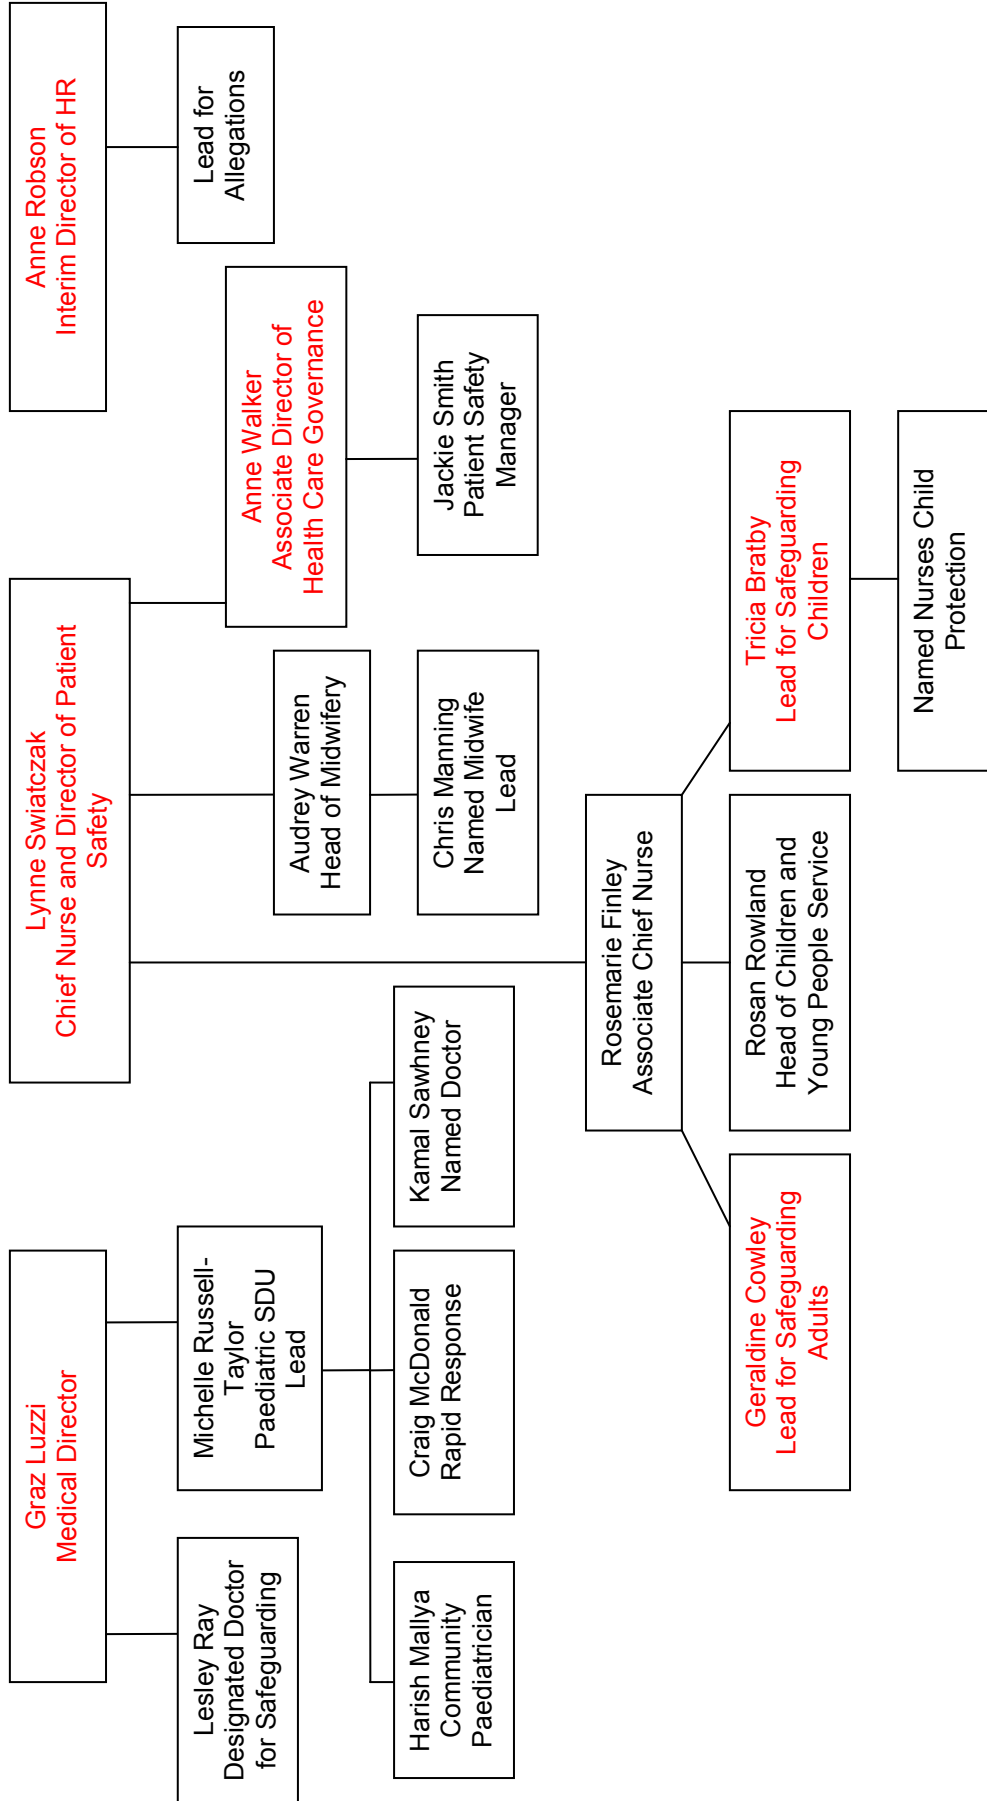 Graz Luzzi
Medical Director
Lynne Swiatczak
Chief Nurse and Director of Patient
Safety
Anne Robson
Interim Director of HR
Lesley Ray
Designated Doctor
for Safeguarding
Michelle Russell-
Taylor
Paediatric SDU
Lead
Lead for
Allegations
Audrey Warren
Head of Midwifery
Anne Walker
Associate Director of
Health Care Governance
Harish Mallya
Community
Paediatrician
Craig McDonald
Rapid Response
Kamal Sawhney
Named Doctor
Chris Manning
Named Midwife
Lead
Jackie Smith
Patient Safety
Manager
Rosemarie Finley
Associate Chief Nurse
Geraldine Cowley
Lead for Safeguarding
Adults
Rosan Rowland
Head of Children and
Young People Service
Tricia Bratby
Lead for Safeguarding
Children
Named Nurses Child
Protection